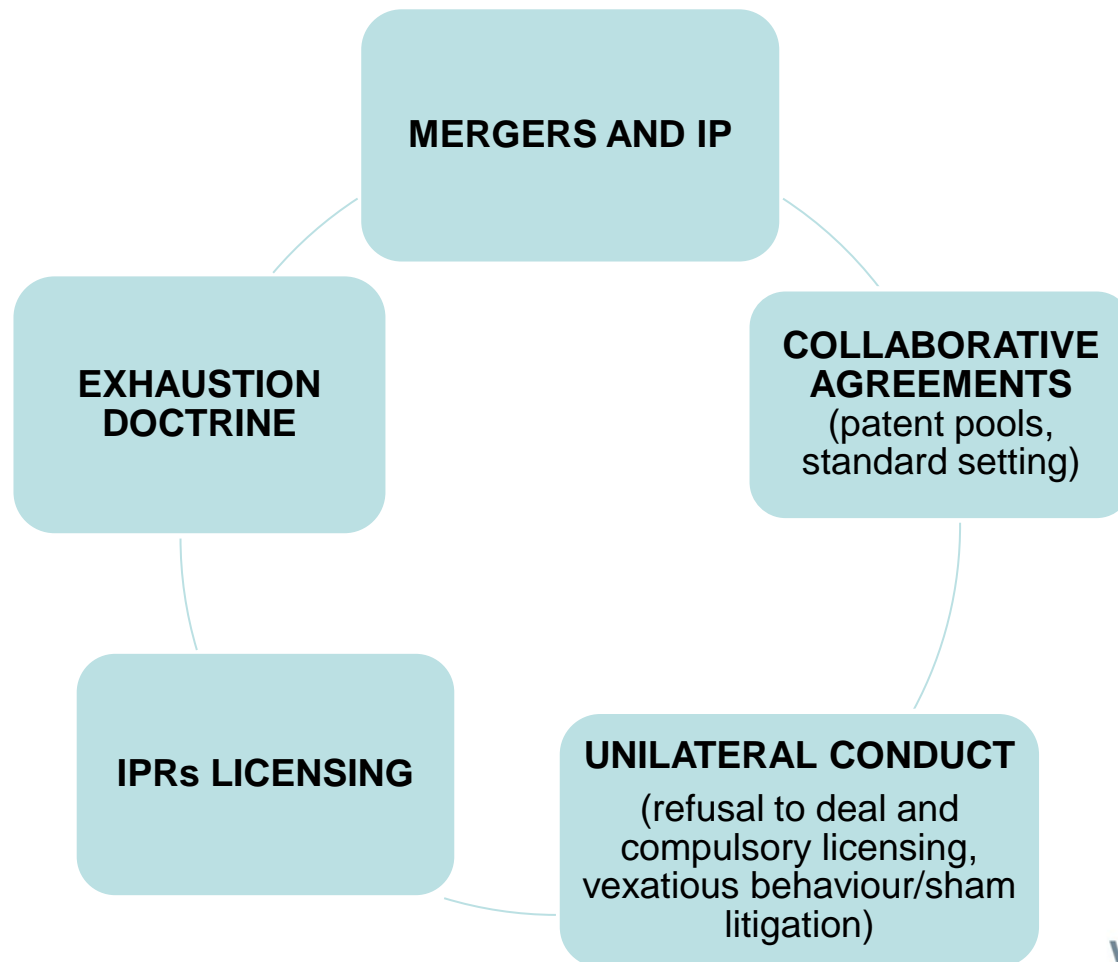 MERGERS AND IP
COLLABORATIVE
AGREEMENTS
(patent pools,
standard setting)
UNILATERAL CONDUCT
(refusal to deal and
compulsory licensing,
vexatious behaviour/sham
litigation)
IPRs LICENSING
EXHAUSTION
DOCTRINE